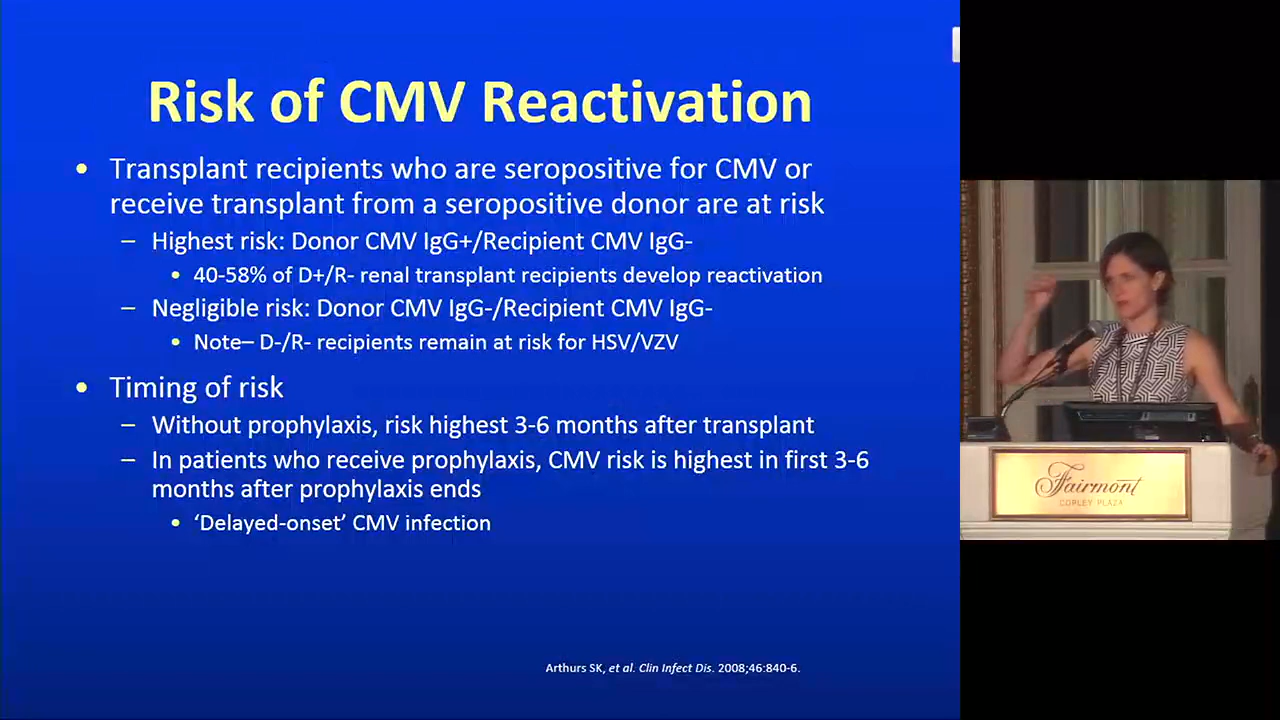 Risk of CMV Reactivation
• Transplant recipients who are seropositive for CMV or
receive transplant from a seropositive donor are at risk
– Highest risk: Donor CMV IgG+/Recipient CMV IgG-
• 40-58% of D+/R- renal transplant recipients develop reactivation
– Negligible risk: Donor CMV IgG-/Recipient CMV IgG-
• Note– D-/R- recipients remain at risk for HSV/VZV
• Timing of risk
– Without prophylaxis, risk highest 3-6 months after transplant
– In patients who receive prophylaxis, CMV risk is highest in first 3-6
months after prophylaxis ends
• ‘Delayed-onset’ CMV infection
Arthurs SK, et al. Clin Infect Dis. 2008;46:840-6.
Fairmont
COPLEY PLAZA